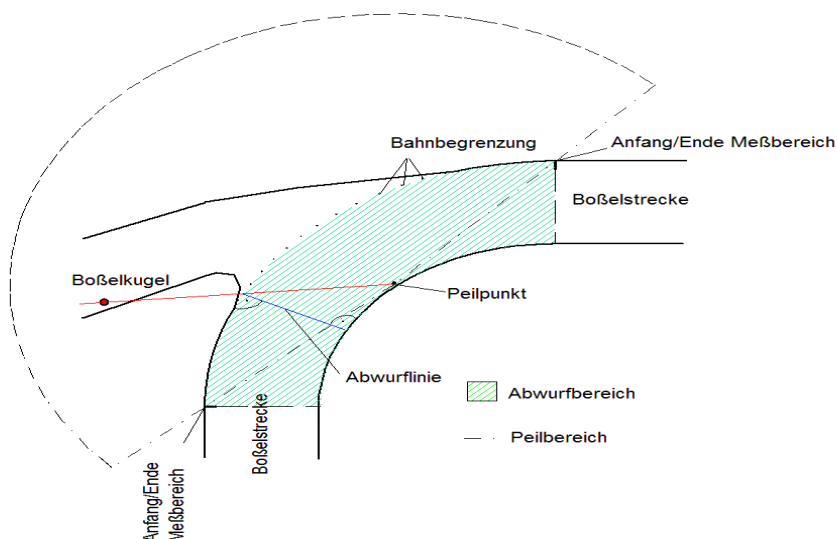 Bahnbegrenzung
Anfang/Ende Meßbereich
Boßelstrecke
Boßelkugel
Peilpunkt
Abwurflinie
Abwurfbereich
Peilbereich
Boßelstrecke
Anfang/Ende
Meßbereich